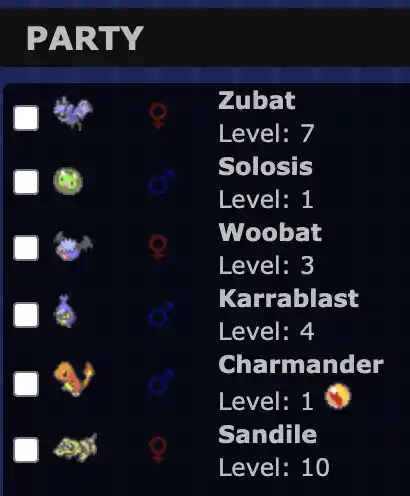 PARTY
Zubat
Level: 7
Solosis
Level: 1
Woobat
Level: 3
Karrablast
Level: 4
Charmander
Level: 1
Sandile
Level: 10